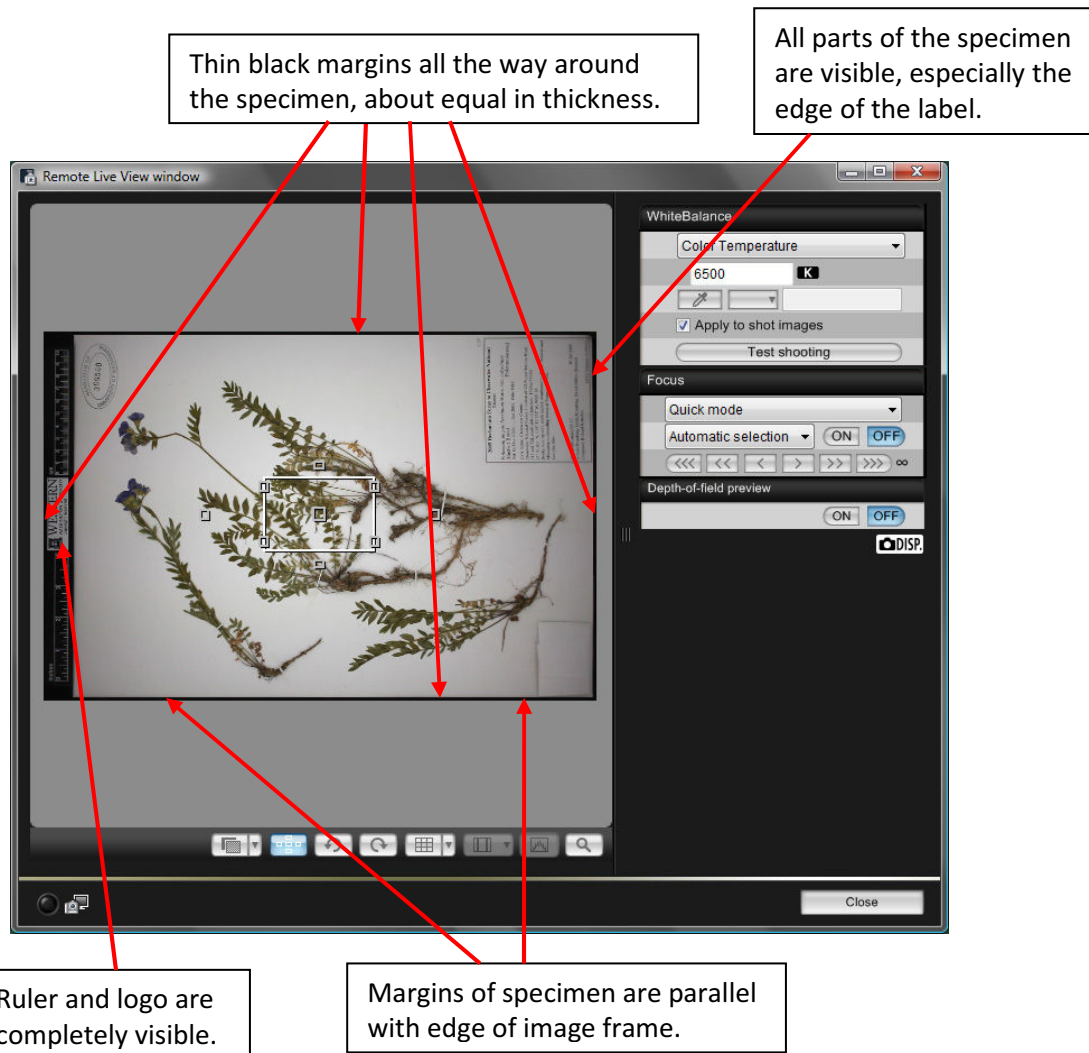 Thin black margins all the way around
the specimen, about equal in thickness.
All parts of the specimen
are visible, especially the
edge of the label.
Remote Live View window
WhiteBalance
Color Temperature
6500
K
Apply to shot images
Test shooting
Focus
Quick mode
Automatic selection
ON OFF
<<< << < > >> >>> ∞
Depth-of-field preview
ON OFF
DISP.
WESTERN
Close
Ruler and logo are
completely visible.
Margins of specimen are parallel
with edge of image frame.